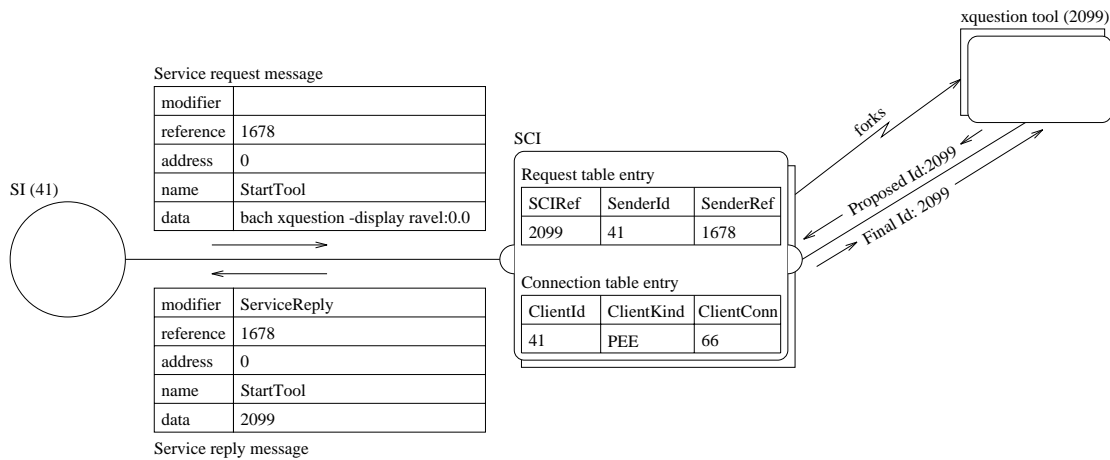 xquestion tool (2099)
Service request message
modifier
reference 1678
address 0
name StartTool
data bach xquestion -display ravel:0.0
SI (41)
SCI
Request table entry
SCIRef SenderId SenderRef
2099 41 1678
Connection table entry
ClientId ClientKind ClientConn
41 PEE 66
forks
Proposed Id:2099
Final Id: 2099
modifier ServiceReply
reference 1678
address 0
name StartTool
data 2099
Service reply message